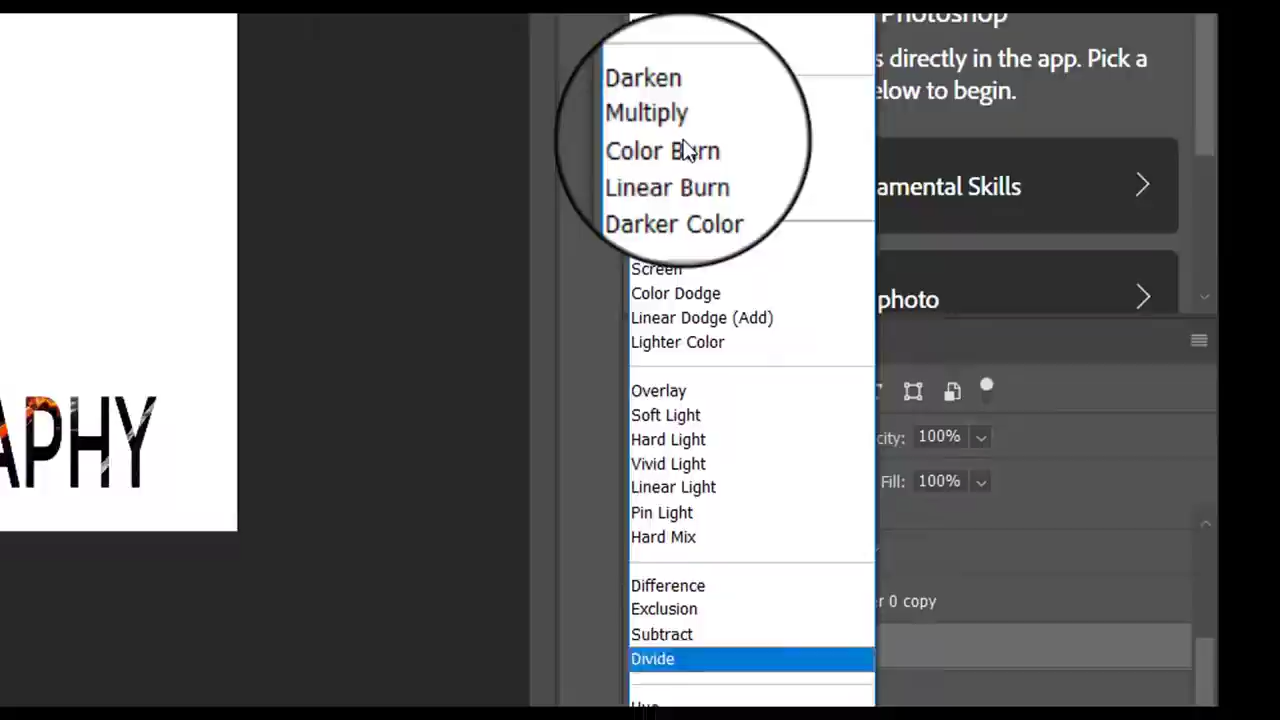 Photoshop
s directly in the app. Pick a
elow to begin.
Darken
Multiply
Color Burn
Linear Burn
Darker Color
amental Skills
Screen
Color Dodge
Linear Dodge (Add)
Lighter Color
photo
Overlay
Soft Light
Hard Light
Vivid Light
Linear Light
Pin Light
Hard Mix
APHY
city: 100%
Fill: 100%
Difference
Exclusion
Subtract
Divide
r 0 copy
Hue